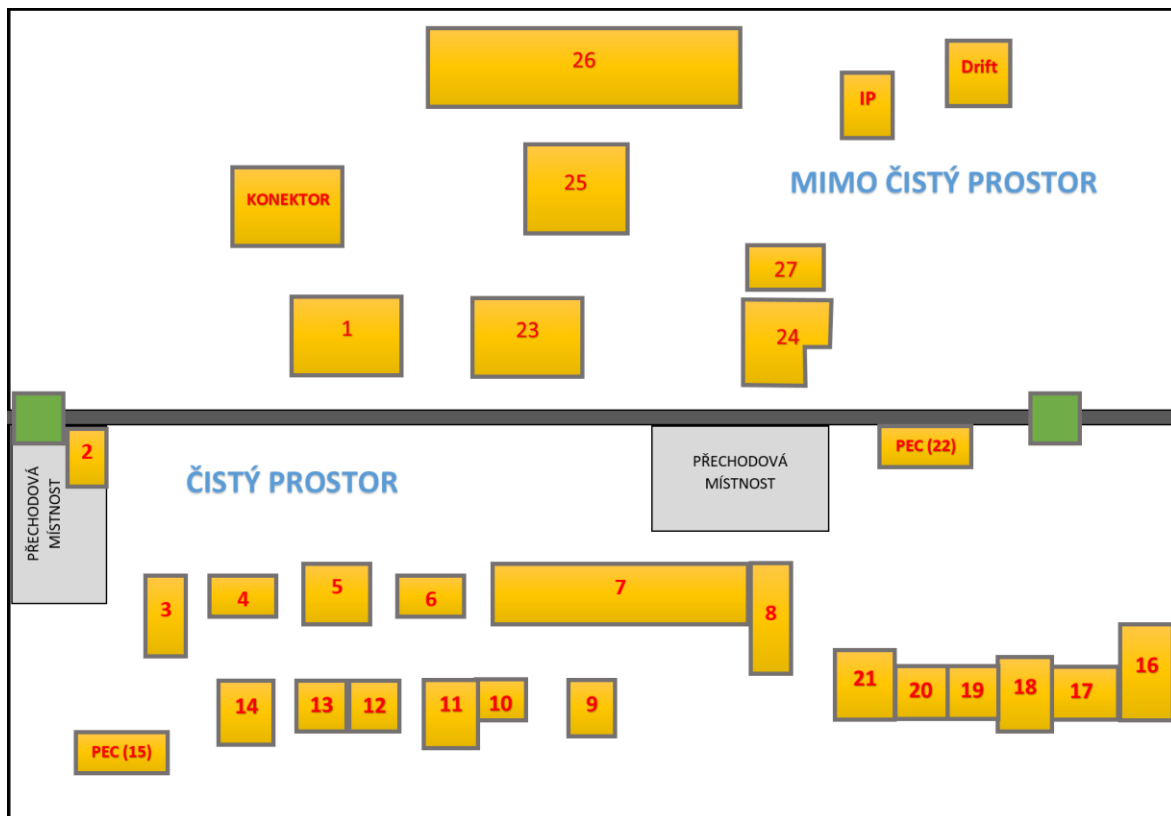 26
Drift
IP
25
MIMO ČISTÝ PROSTOR
KONEKTOR
27
1
23
24
2
PEC (22)
PŘECHODOVÁ
MÍSTNOST
ČISTÝ PROSTOR
PŘECHODOVÁ
MÍSTNOST
3
4
5
6
7
8
16
21
20
19
18
17
14
13
12
11
10
9
PEC (15)